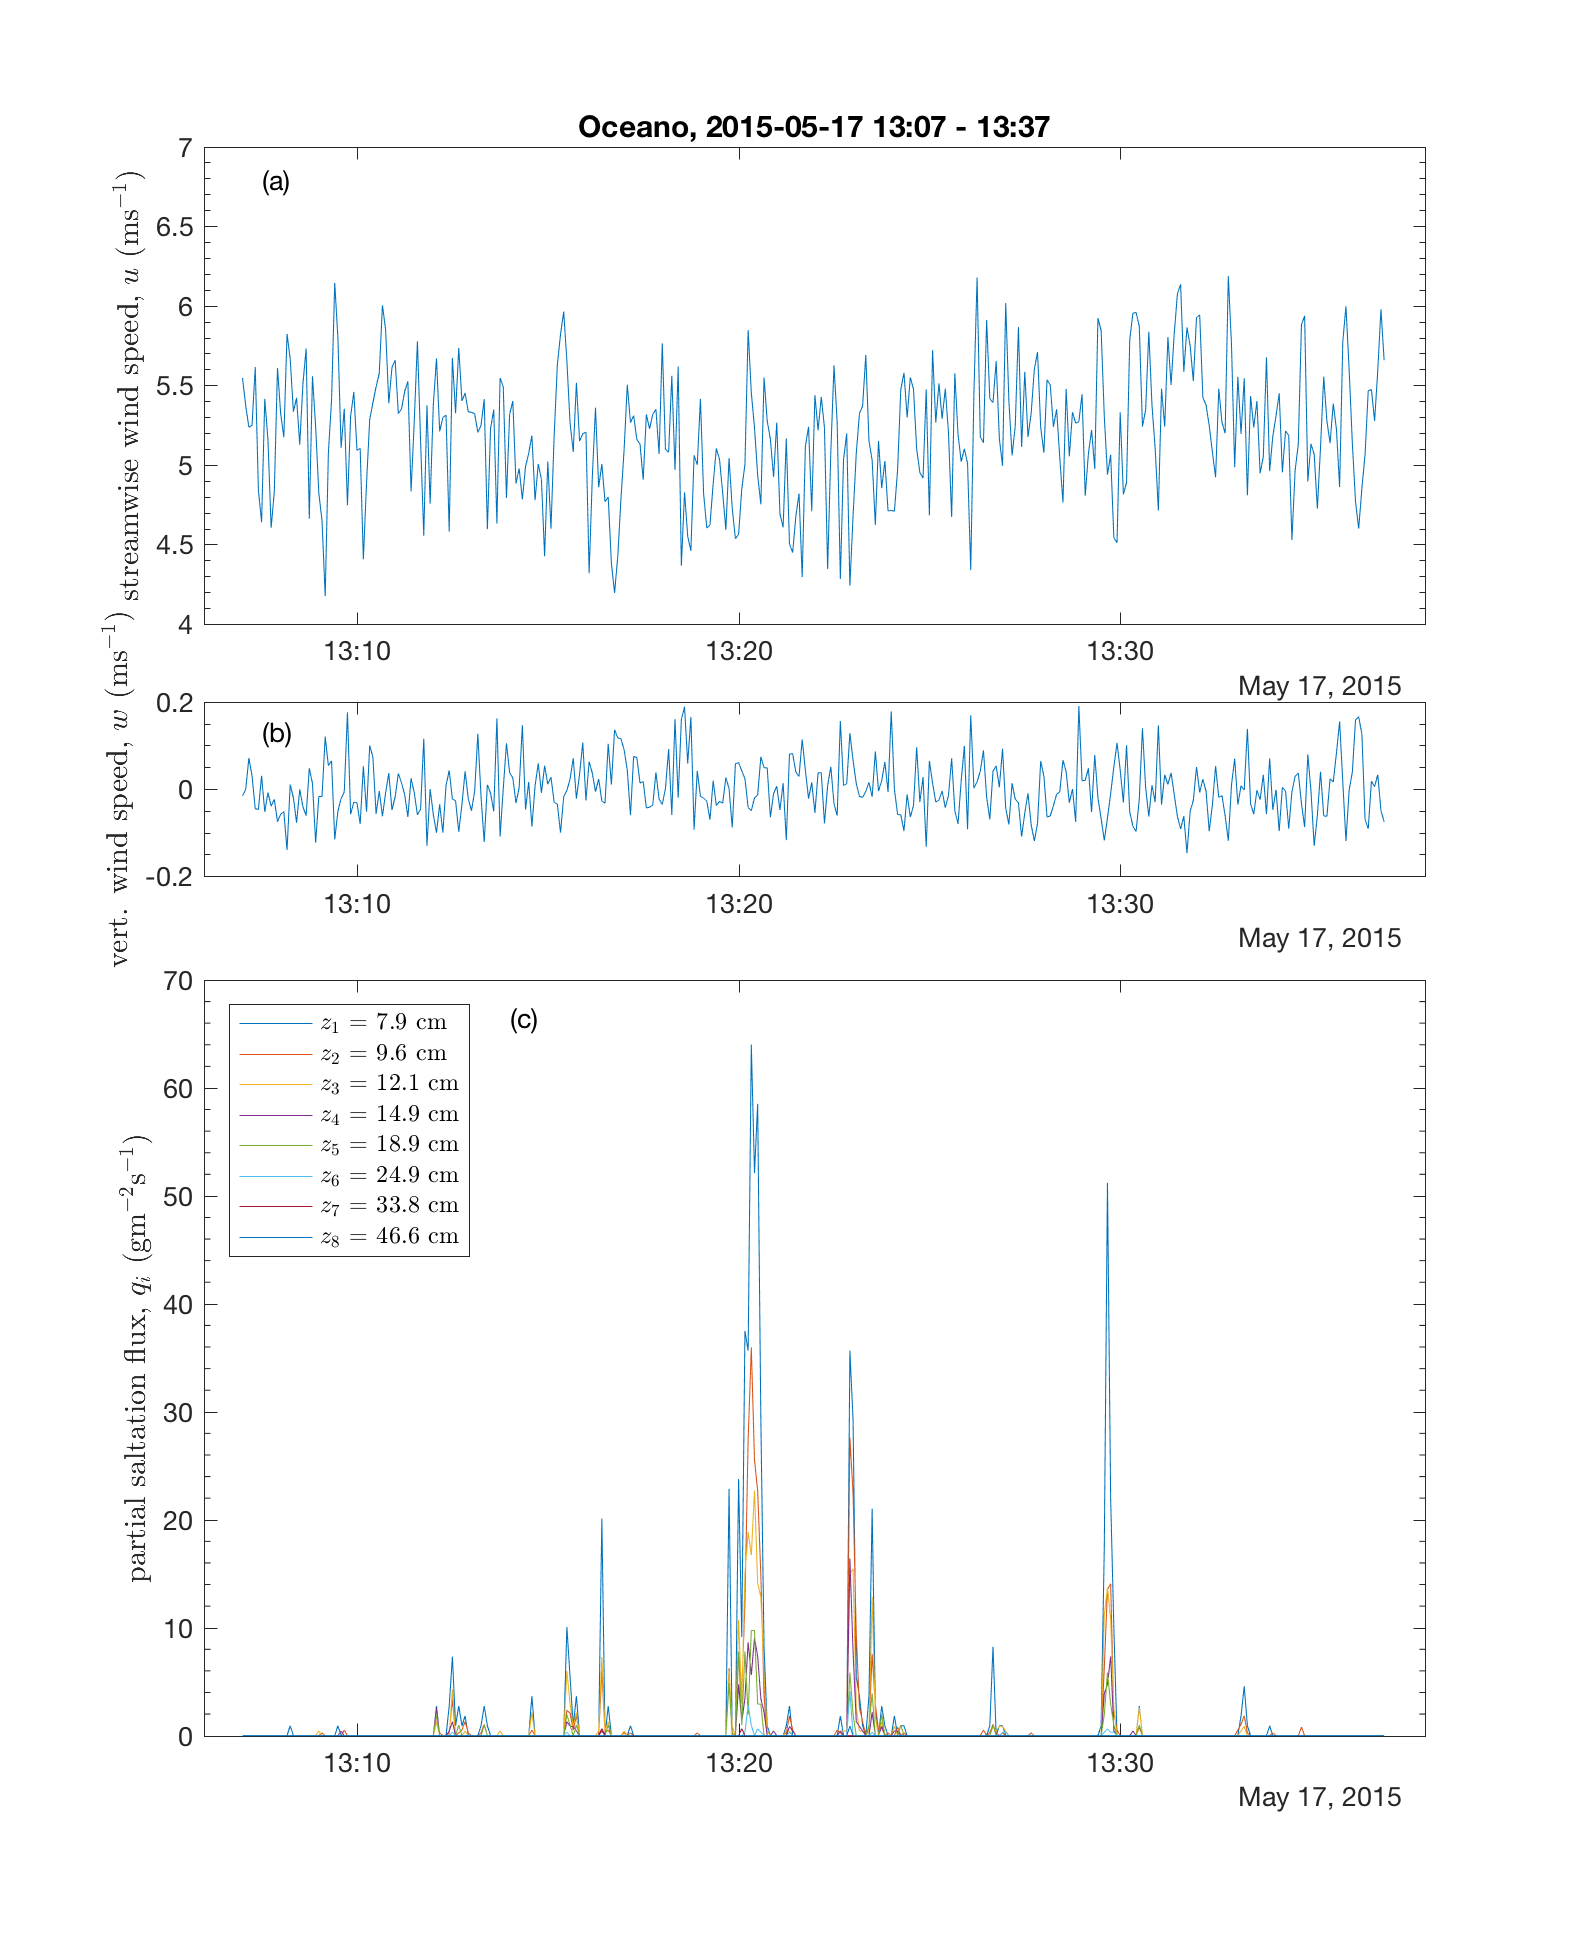 Oceano, 2015-05-17 13:07 - 13:37
(a)
streamwise wind speed, u (ms⁻¹)
7
6.5
6
5.5
5
4.5
4
13:10 13:20 13:30
May 17, 2015
(b)
vert. wind speed, w (ms⁻¹)
0.2
0
-0.2
13:10 13:20 13:30
May 17, 2015
(c)
partial saltation flux, qᵢ (gm⁻²s⁻¹)
70
60
50
40
30
20
10
0
z₁ = 7.9 cm
z₂ = 9.6 cm
z₃ = 12.1 cm
z₄ = 14.9 cm
z₅ = 18.9 cm
z₆ = 24.9 cm
z₇ = 33.8 cm
z₈ = 46.6 cm
13:10 13:20 13:30
May 17, 2015